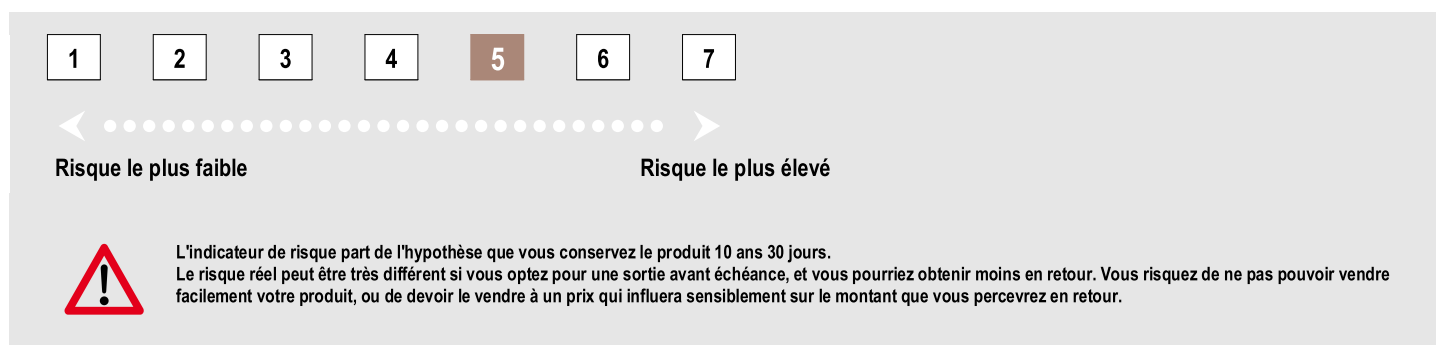 1 2 3 4 5 6 7
Risque le plus faible Risque le plus élevé
L'indicateur de risque part de l'hypothèse que vous conservez le produit 10 ans 30 jours.
Le risque réel peut être très différent si vous optez pour une sortie avant échéance, et vous pourriez obtenir moins en retour. Vous risquez de ne pas pouvoir vendre
facilement votre produit, ou de devoir le vendre à un prix qui influera sensiblement sur le montant que vous percevrez en retour.